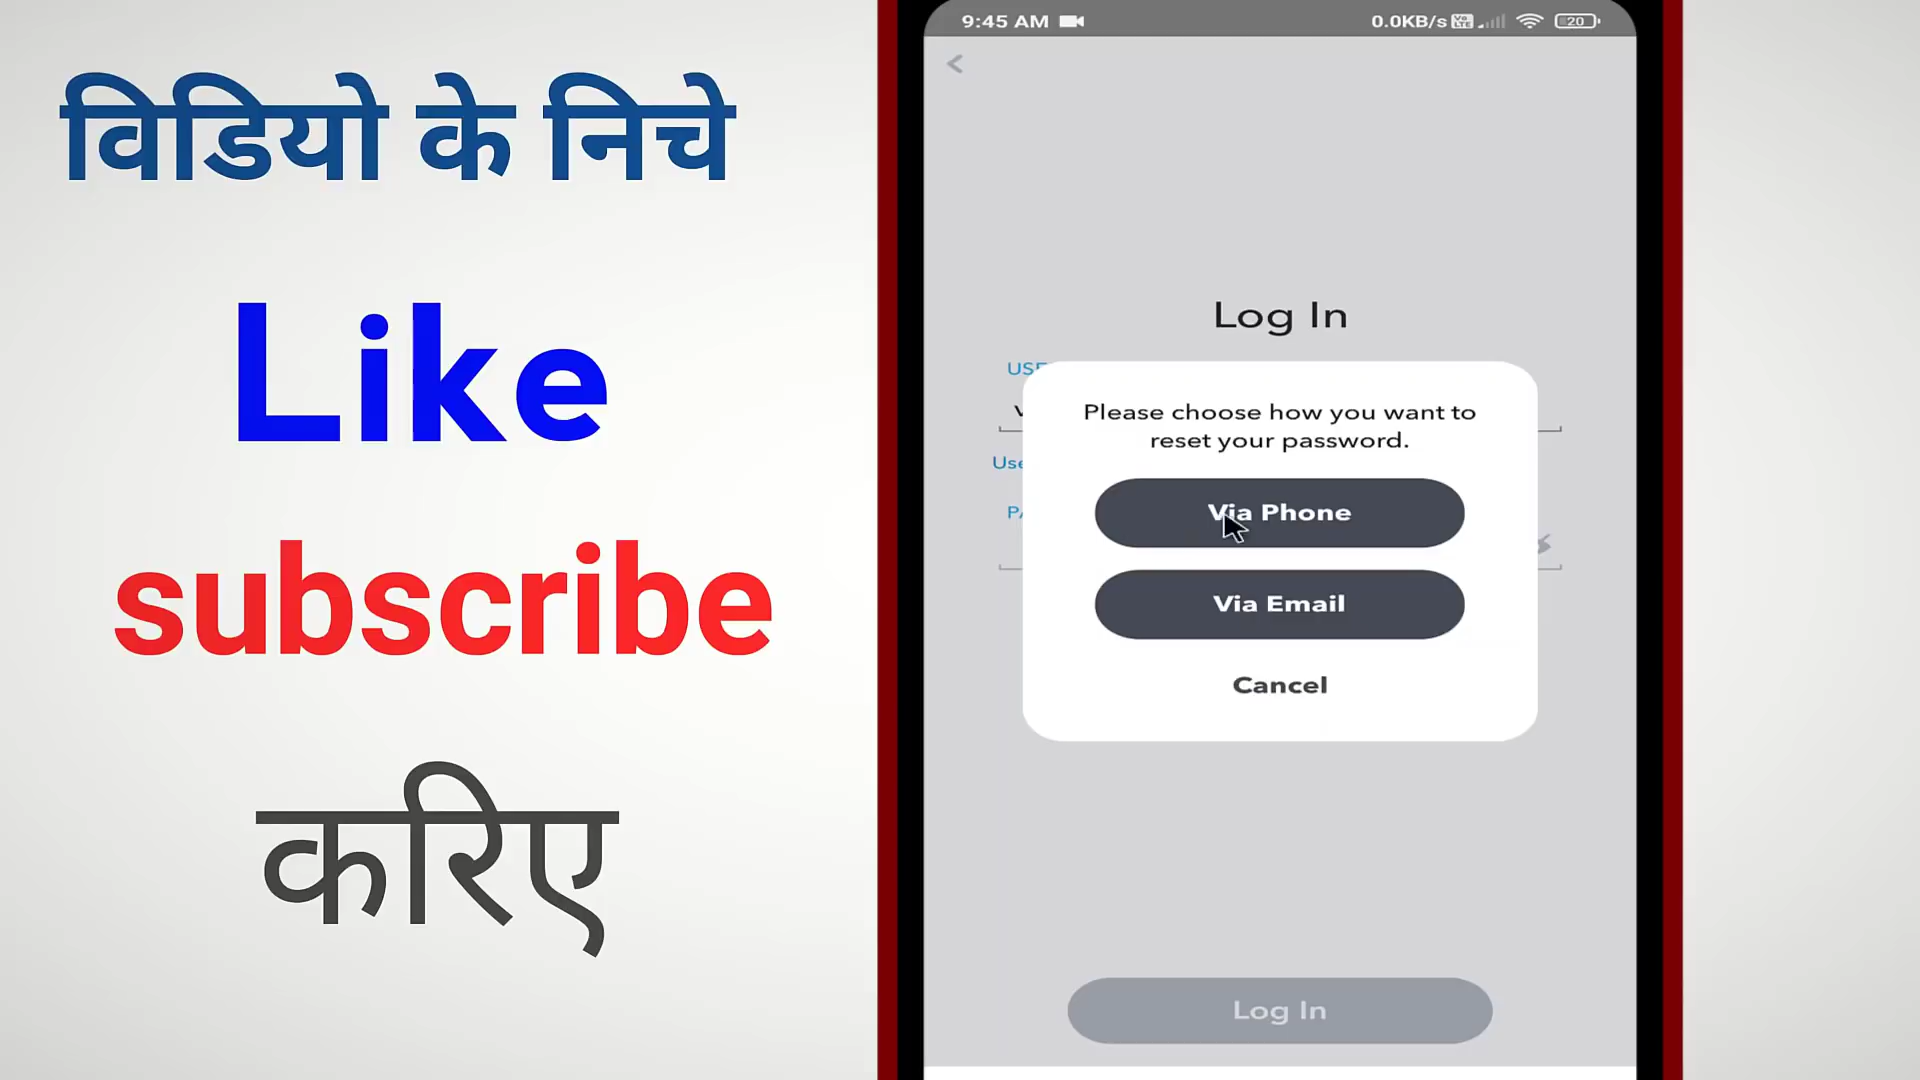 विडियो के निचे
Like
subscribe
करिए
9:45 AM
0.0KB/s
20
Log In
Please choose how you want to
reset your password.
Via Phone
Via Email
Cancel
Log In